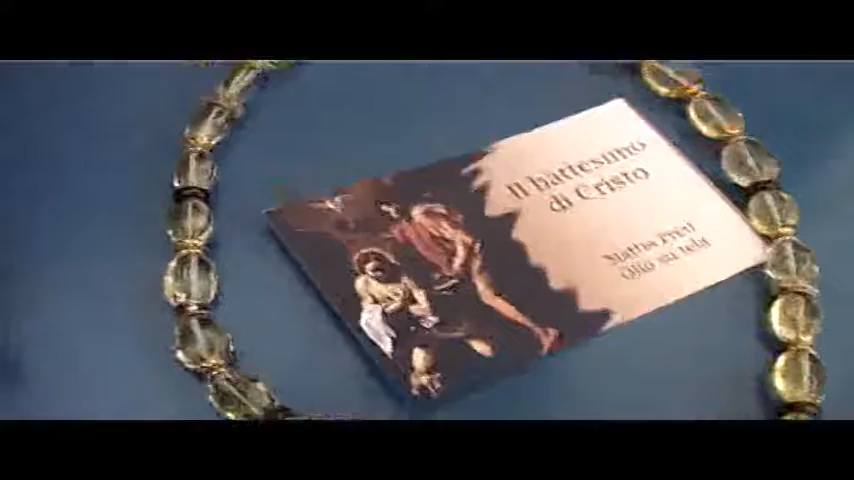 Il battesimo
di Cristo
Mattia Preti
Olio su tela